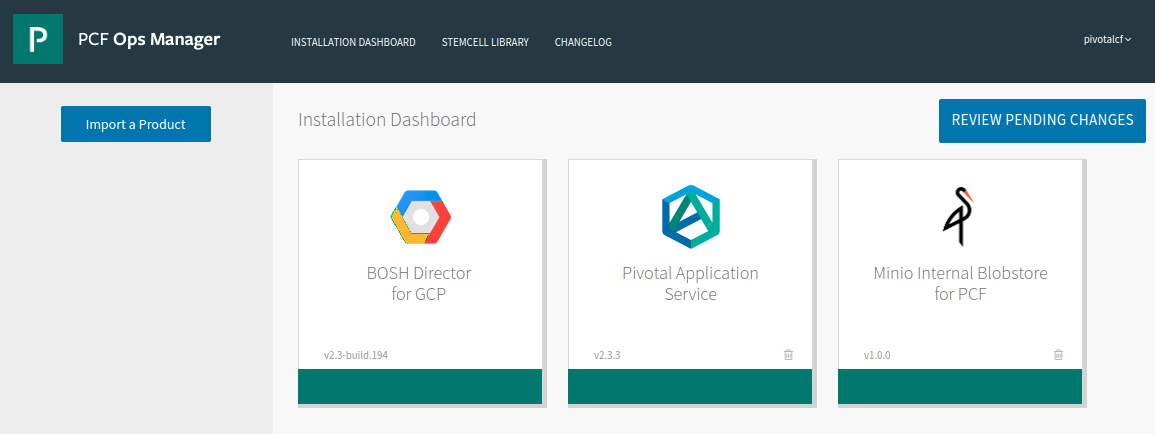 P PCF Ops Manager
INSTALLATION DASHBOARD STEMCELL LIBRARY CHANGELOG
pivotalcf
Import a Product
Installation Dashboard
REVIEW PENDING CHANGES
BOSH Director
for GCP
v2.3-build.194
Pivotal Application
Service
v2.3.3
Minio Internal Blobstore
for PCF
v1.0.0